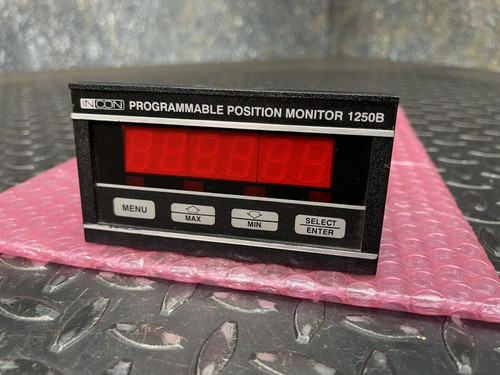 INCON PROGRAMMABLE POSITION MONITOR 1250B
MENU
MAX
MIN
SELECT
ENTER